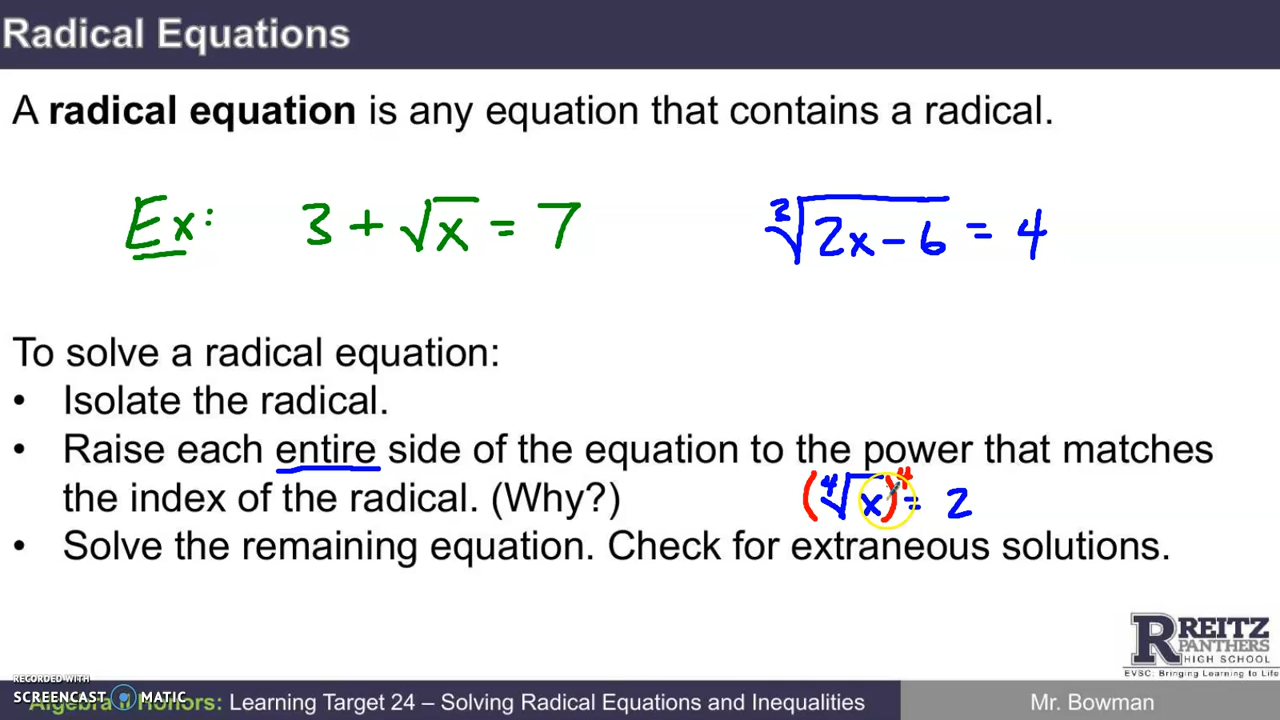 Radical Equations
A radical equation is any equation that contains a radical.
Ex: 3 + √x = 7
∛(2x - 6) = 4
To solve a radical equation:
• Isolate the radical.
• Raise each entire side of the equation to the power that matches
the index of the radical. (Why?)
(∜x)⁴ = 2
• Solve the remaining equation. Check for extraneous solutions.
R REITZ
PANTHERS
HIGH SCHOOL
EVSC: Bringing Learning to Life
RECORDED WITH
SCREENCAST MATIC
Algebra II Honors: Learning Target 24 – Solving Radical Equations and Inequalities
Mr. Bowman